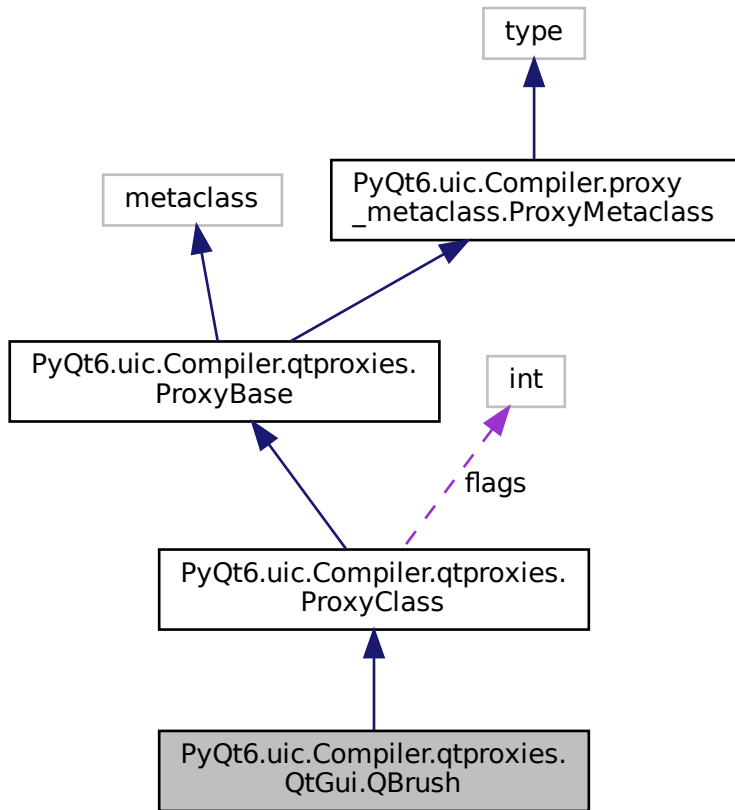 type
PyQt6.uic.Compiler.proxy
_metaclass.ProxyMetaclass
metaclass
PyQt6.uic.Compiler.qtproxies.
ProxyBase
int
flags
PyQt6.uic.Compiler.qtproxies.
ProxyClass
PyQt6.uic.Compiler.qtproxies.
QtGui.QBrush